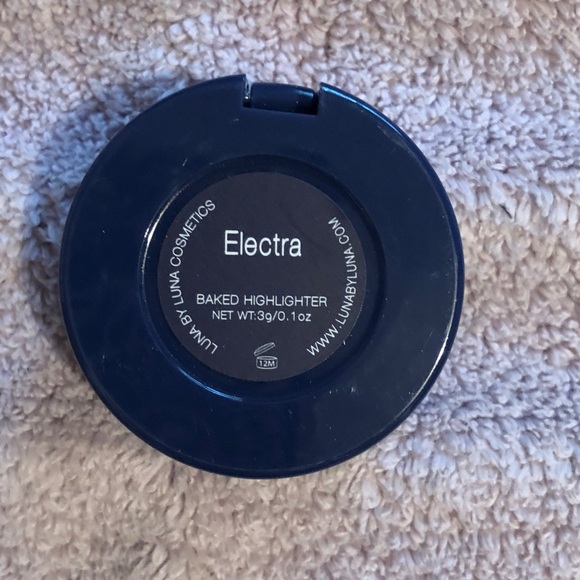 Electra
BAKED HIGHLIGHTER
NET WT:3g/0.1oz
LUNA BY LUNA COSMETICS
WWW.LUNABYLUNA.COM
12M